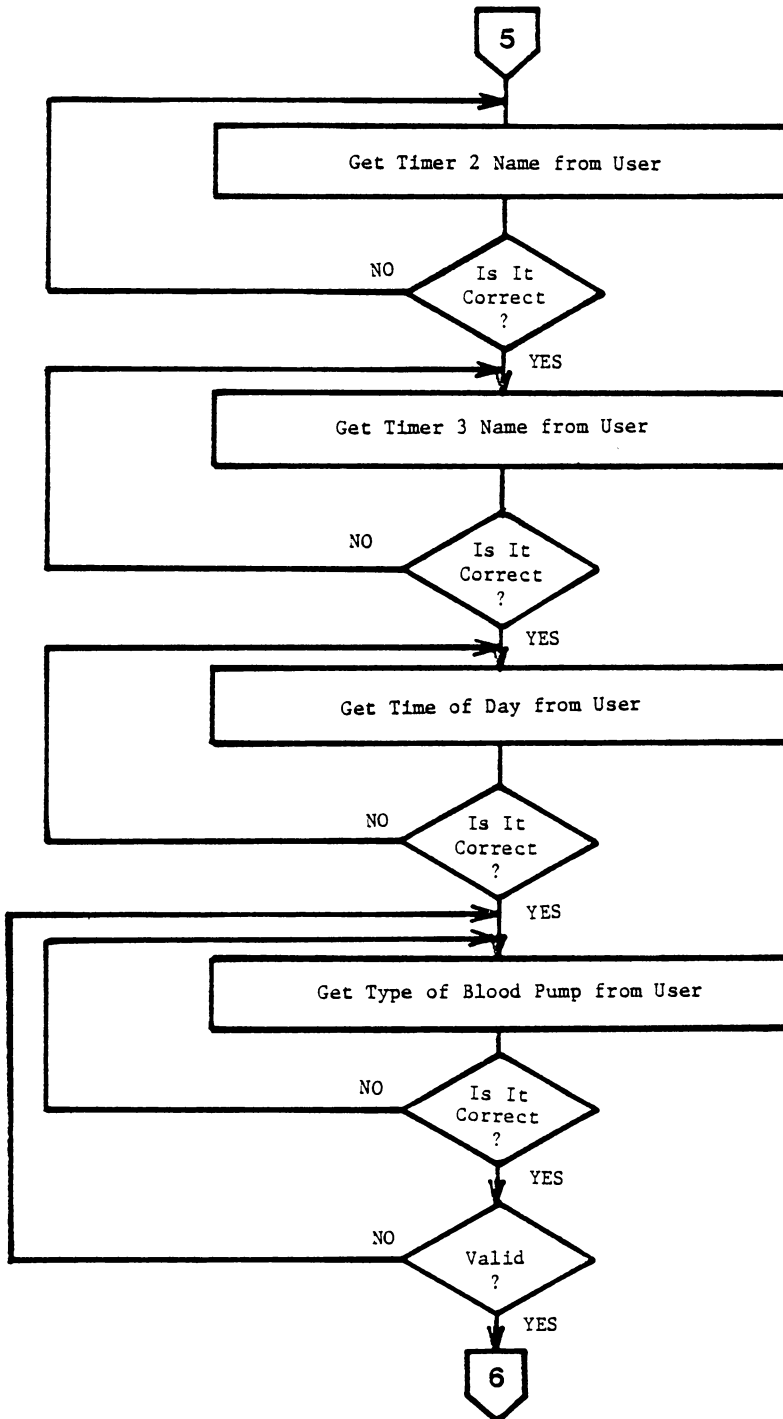 5
Get Timer 2 Name from User
NO
Is It
Correct
?
YES
Get Timer 3 Name from User
NO
Is It
Correct
?
YES
Get Time of Day from User
NO
Is It
Correct
?
YES
Get Type of Blood Pump from User
NO
Is It
Correct
?
YES
NO
Valid
?
YES
6